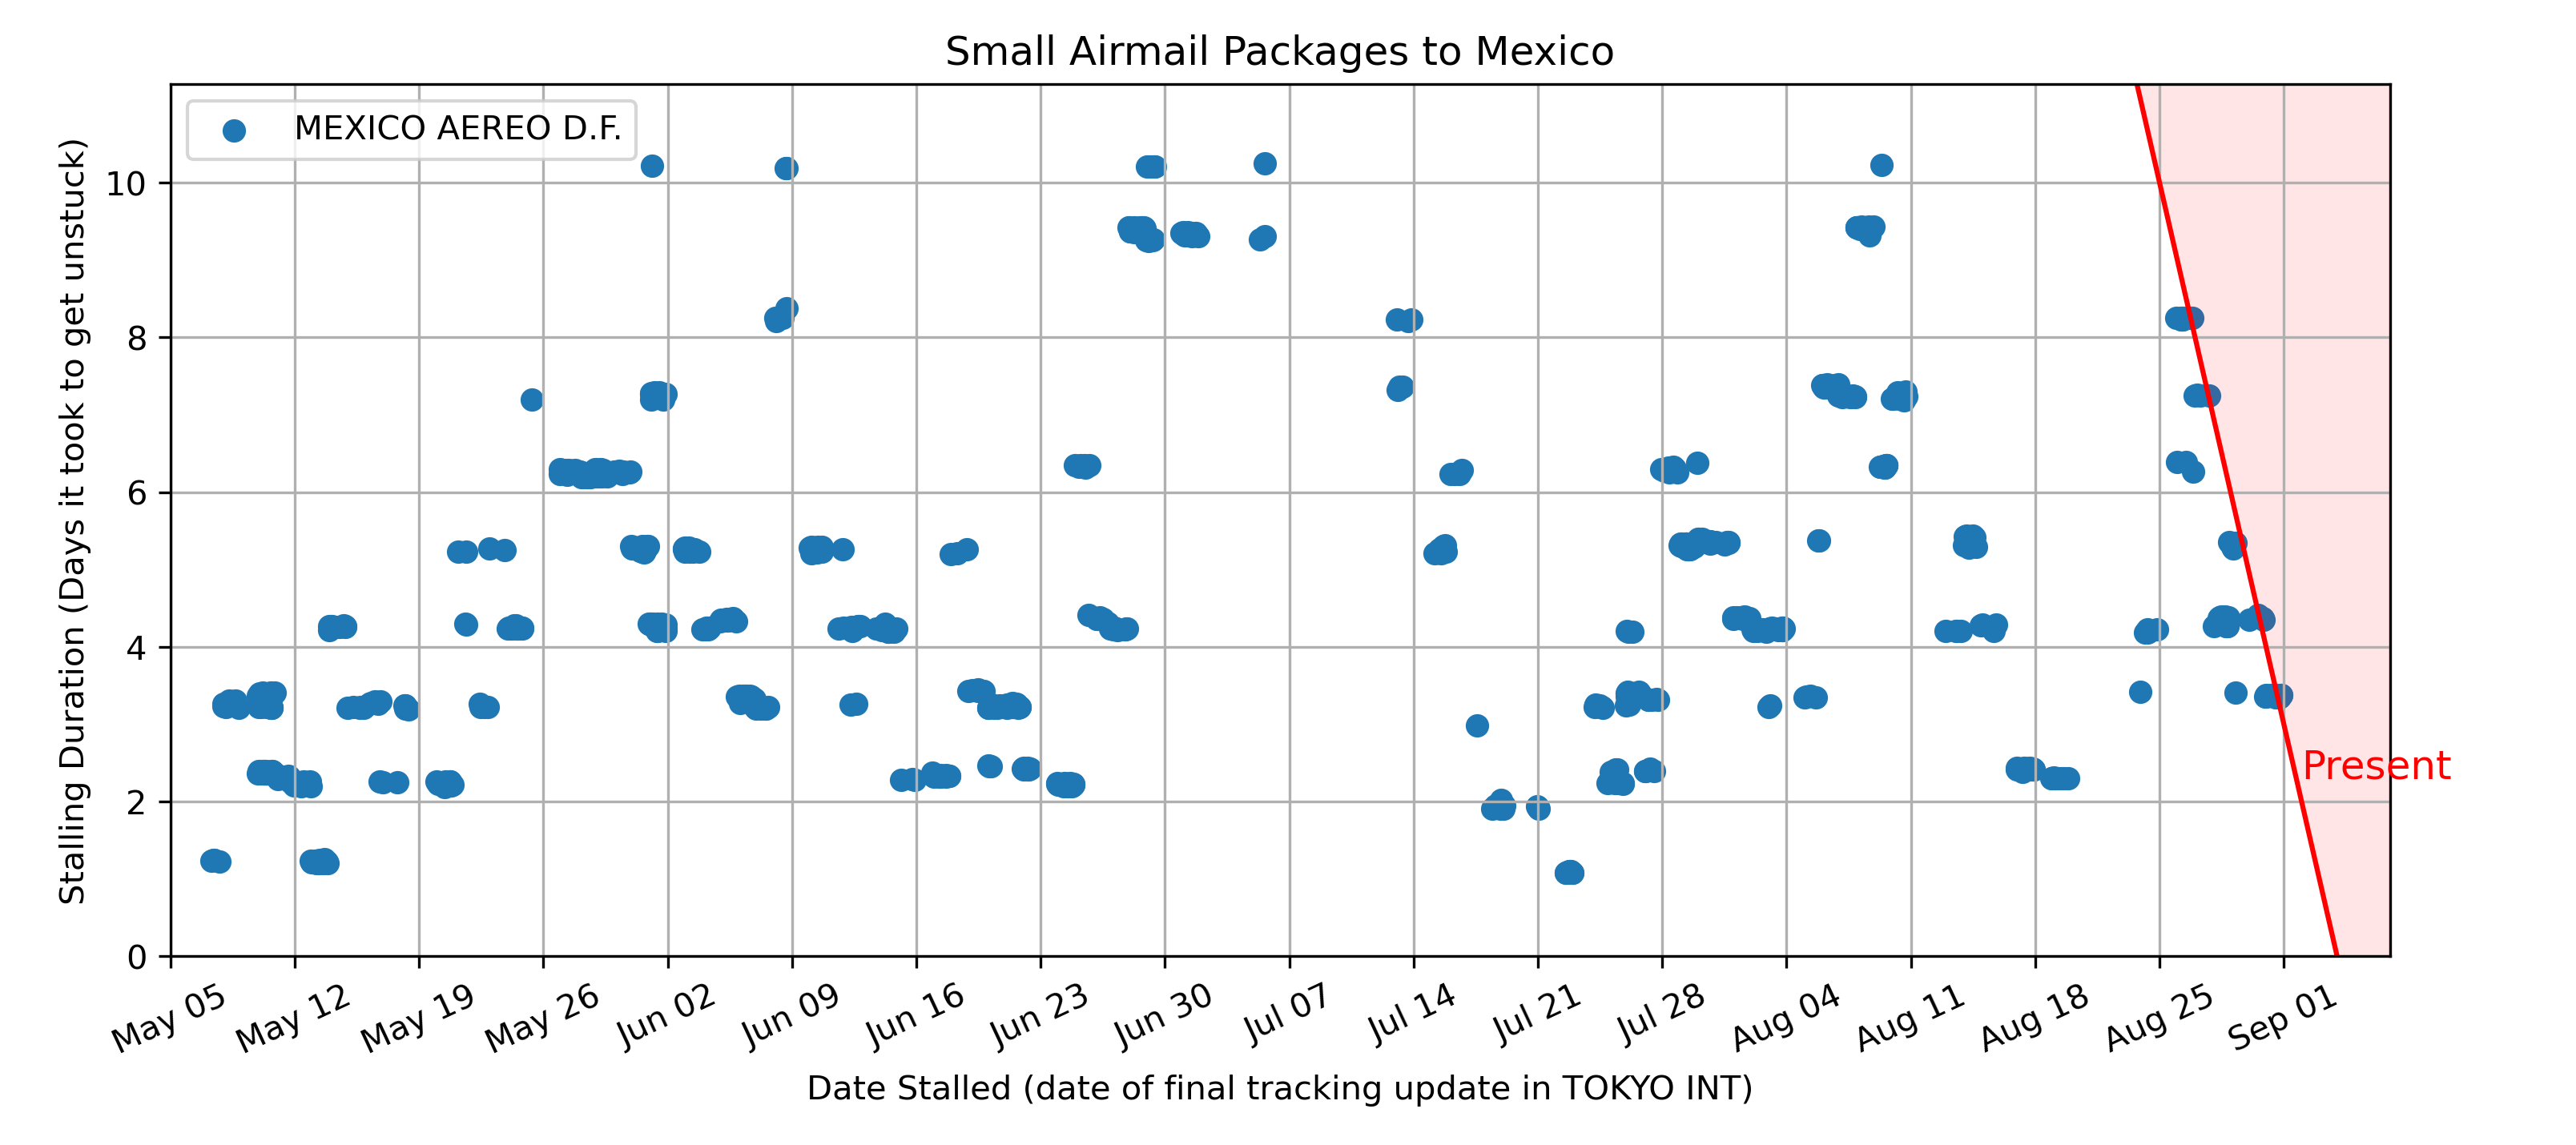 Small Airmail Packages to Mexico
MEXICO AEREO D.F.
Stalling Duration (Days it took to get unstuck)
10
8
6
4
2
0
Present
May 05
May 12
May 19
May 26
Jun 02
Jun 09
Jun 16
Jun 23
Jun 30
Jul 07
Jul 14
Jul 21
Jul 28
Aug 04
Aug 11
Aug 18
Aug 25
Sep 01
Date Stalled (date of final tracking update in TOKYO INT)